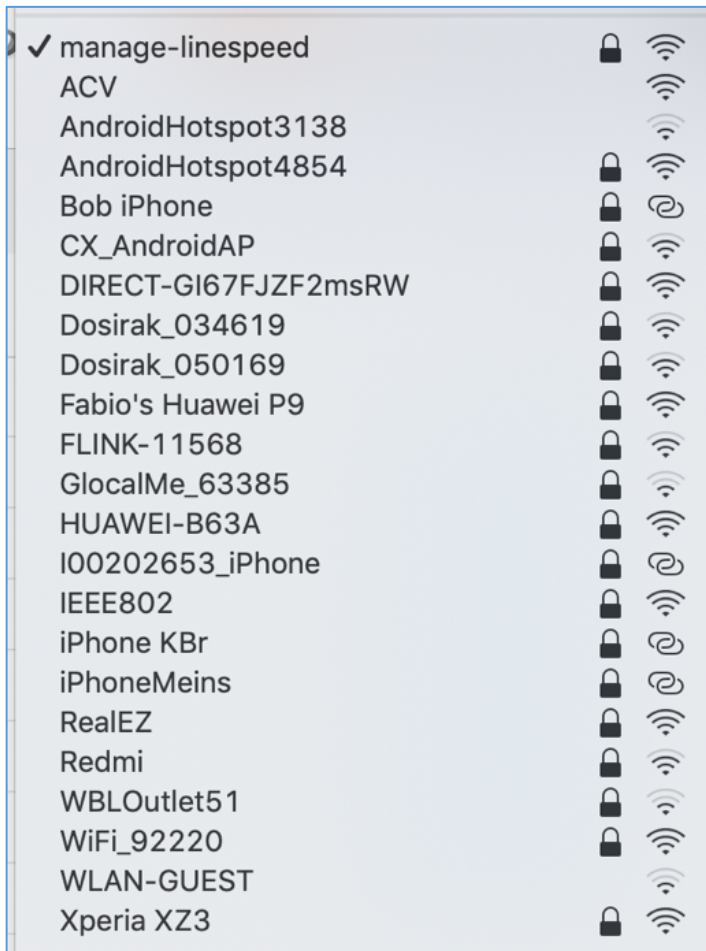 manage-linespeed
ACV
AndroidHotspot3138
AndroidHotspot4854
Bob iPhone
CX_AndroidAP
DIRECT-GI67FJZF2msRW
Dosirak_034619
Dosirak_050169
Fabio's Huawei P9
FLINK-11568
GlocalMe_63385
HUAWEI-B63A
I00202653_iPhone
IEEE802
iPhone KBr
iPhoneMeins
RealEZ
Redmi
WBLOutlet51
WiFi_92220
WLAN-GUEST
Xperia XZ3